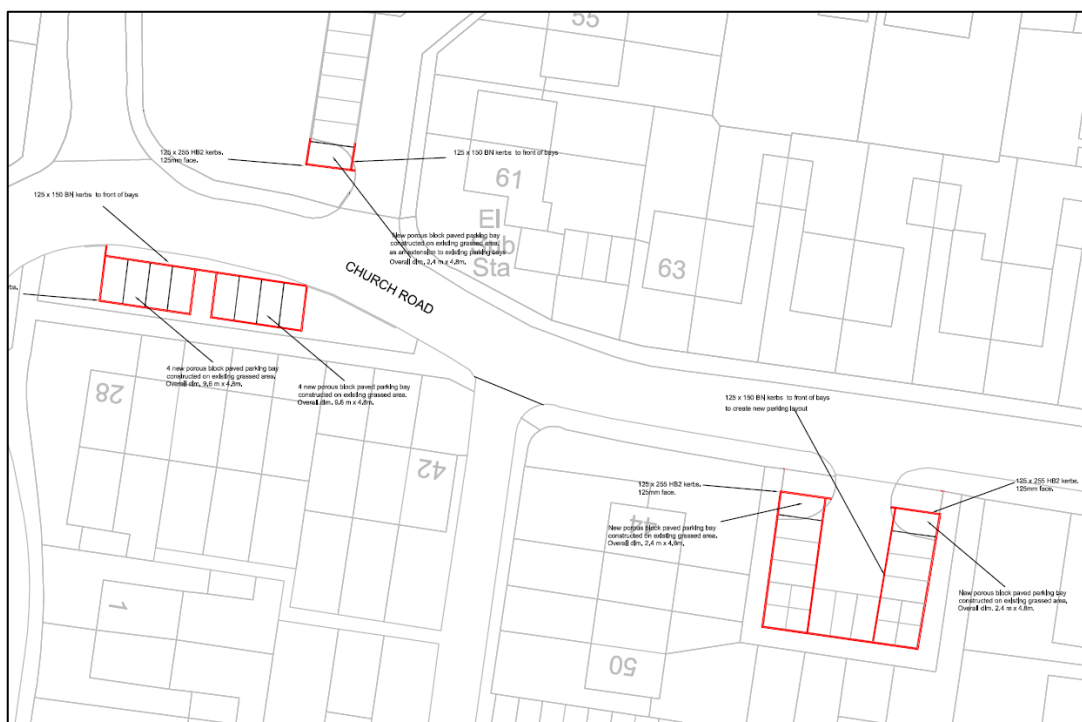 55
125 x 255 HB2 kerbs.
125mm face.
125 x 150 BN kerbs to front of bays
61
125 x 150 BN kerbs to front of bays
El
Sta
New porous block paved parking bay
constructed on existing grassed area,
as an extension to existing parking bays
Overall dim. 2.4 m x 4.8m.
63
CHURCH ROAD
4 new porous block paved parking bay
constructed on existing grassed area.
Overall dim. 9.6 m x 4.8m.
4 new porous block paved parking bay
constructed on existing grassed area.
Overall dim. 9.6 m x 4.8m.
28
42
125 x 150 BN kerbs to front of bays
to create new parking layout
125 x 255 HB2 kerbs.
125mm face.
125 x 255 HB2 kerbs.
125mm face.
44
New porous block paved parking bay
constructed on existing grassed area.
Overall dim. 2.4 m x 4.8m.
New porous block paved parking bay
constructed on existing grassed area.
Overall dim. 2.4 m x 4.8m.
1
50